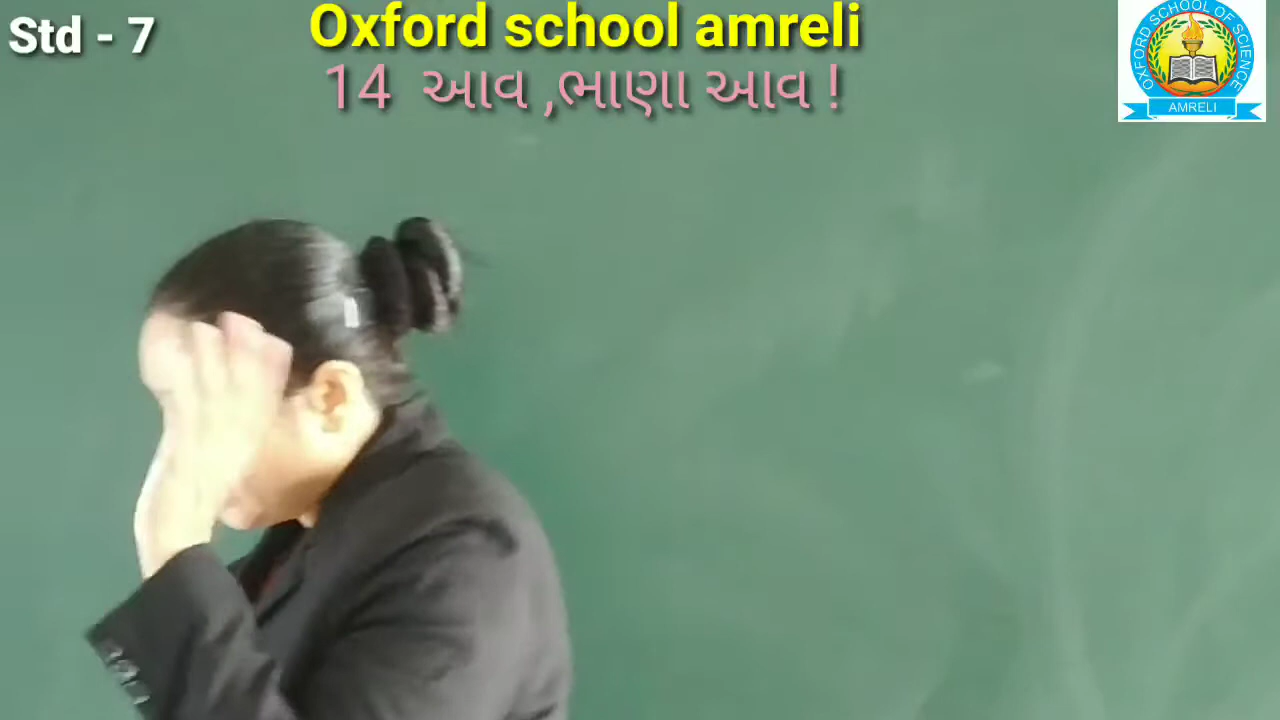 Std - 7
Oxford school amreli
14 આવ ,ભાણા આવ !
OXFORD SCHOOL OF SCIENCE
AMRELI